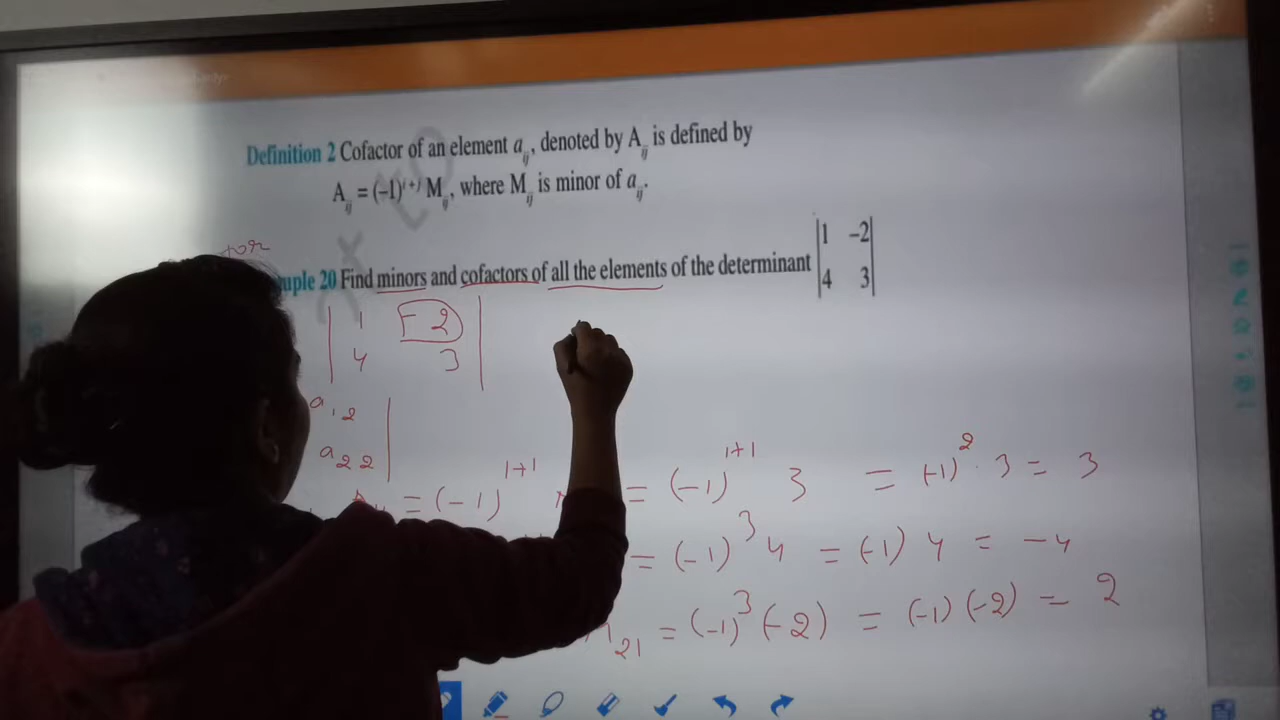 Definition 2 Cofactor of an element aᵢⱼ, denoted by Aᵢⱼ is defined by
Aᵢⱼ = (–1)ⁱ⁺ʲ Mᵢⱼ, where Mᵢⱼ is minor of aᵢⱼ.
20 Find minors and cofactors of all the elements of the determinant |1 –2|
|4 3|
| 1 -2 |
| 4 3 |
a₁₂ |
a₂₂ |
= (-1)¹⁺¹ = (-1)¹⁺¹ 3 = (-1)² · 3 = 3
= (-1)³ 4 = (-1) 4 = -4
₂₁ = (-1)³ (-2) = (-1) (-2) = 2